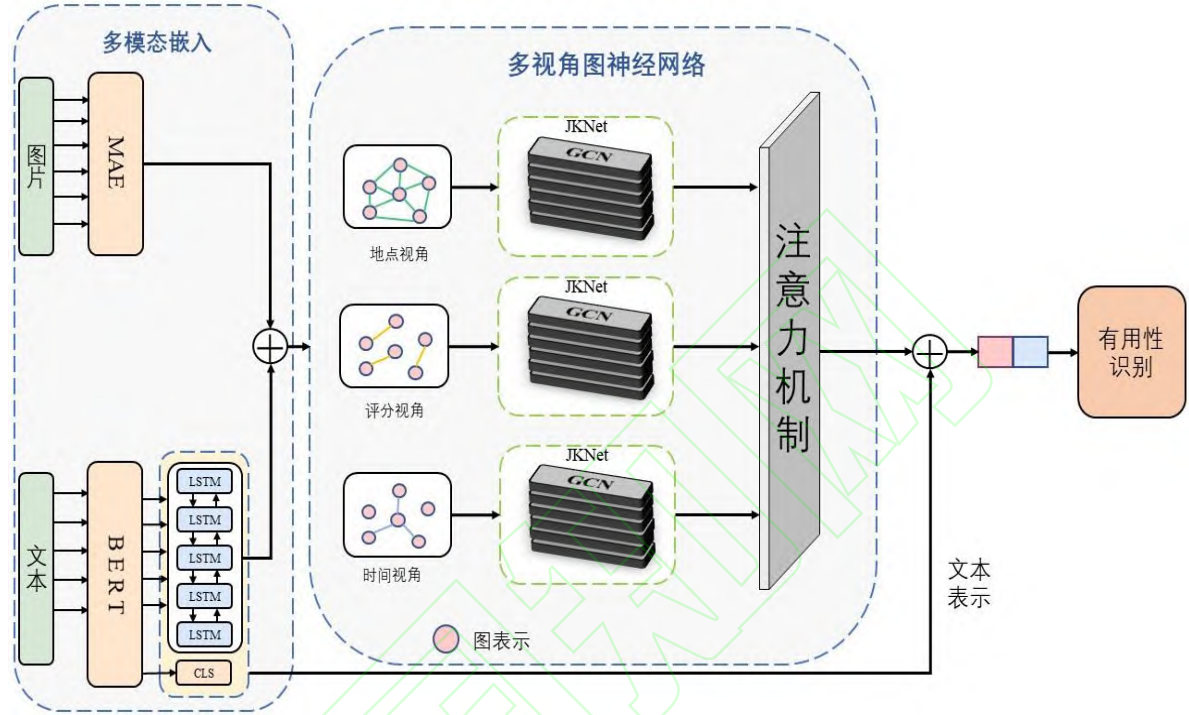 多模态嵌入
图片
MAE
文本
BERT
LSTM
LSTM
LSTM
LSTM
LSTM
CLS
多视角图神经网络
JKNet
GCN
地点视角
JKNet
GCN
评分视角
JKNet
GCN
时间视角
图表示
注意力机制
文本
表示
有用性
识别